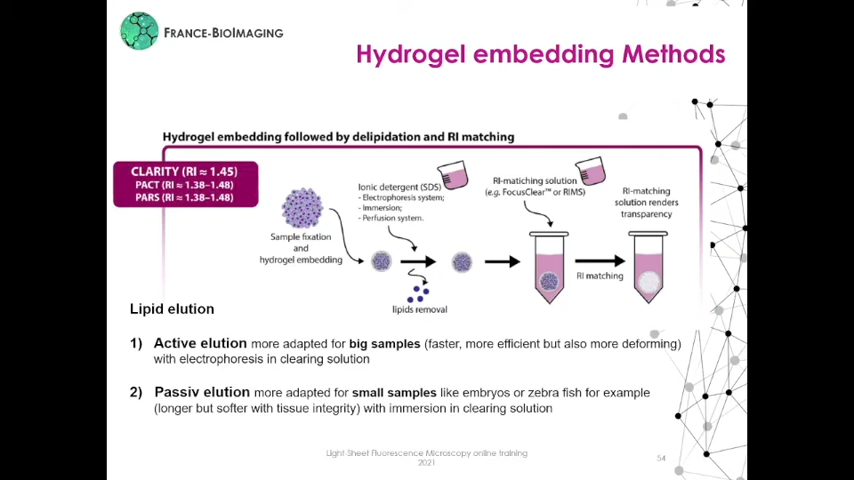 FRANCE-BIOIMAGING
Hydrogel embedding Methods
Hydrogel embedding followed by delipidation and RI matching
CLARITY (RI ≈ 1.45)
PACT (RI ≈ 1.38–1.48)
PARS (RI ≈ 1.38–1.48)
Sample fixation
and
hydrogel embedding
Ionic detergent (SDS)
- Electrophoresis system;
- Immersion;
- Perfusion system.
lipids removal
RI-matiching solution
(e.g. FocusClear™ or RIMS)
RI matching
RI-matching
solution renders
transparency
Lipid elution
1) Active elution more adapted for big samples (faster, more efficient but also more deforming)
with electrophoresis in clearing solution
2) Passiv elution more adapted for small samples like embryos or zebra fish for example
(longer but softer with tissue integrity) with immersion in clearing solution
Light-Sheet Fluorescence Microscopy online training
2021
54